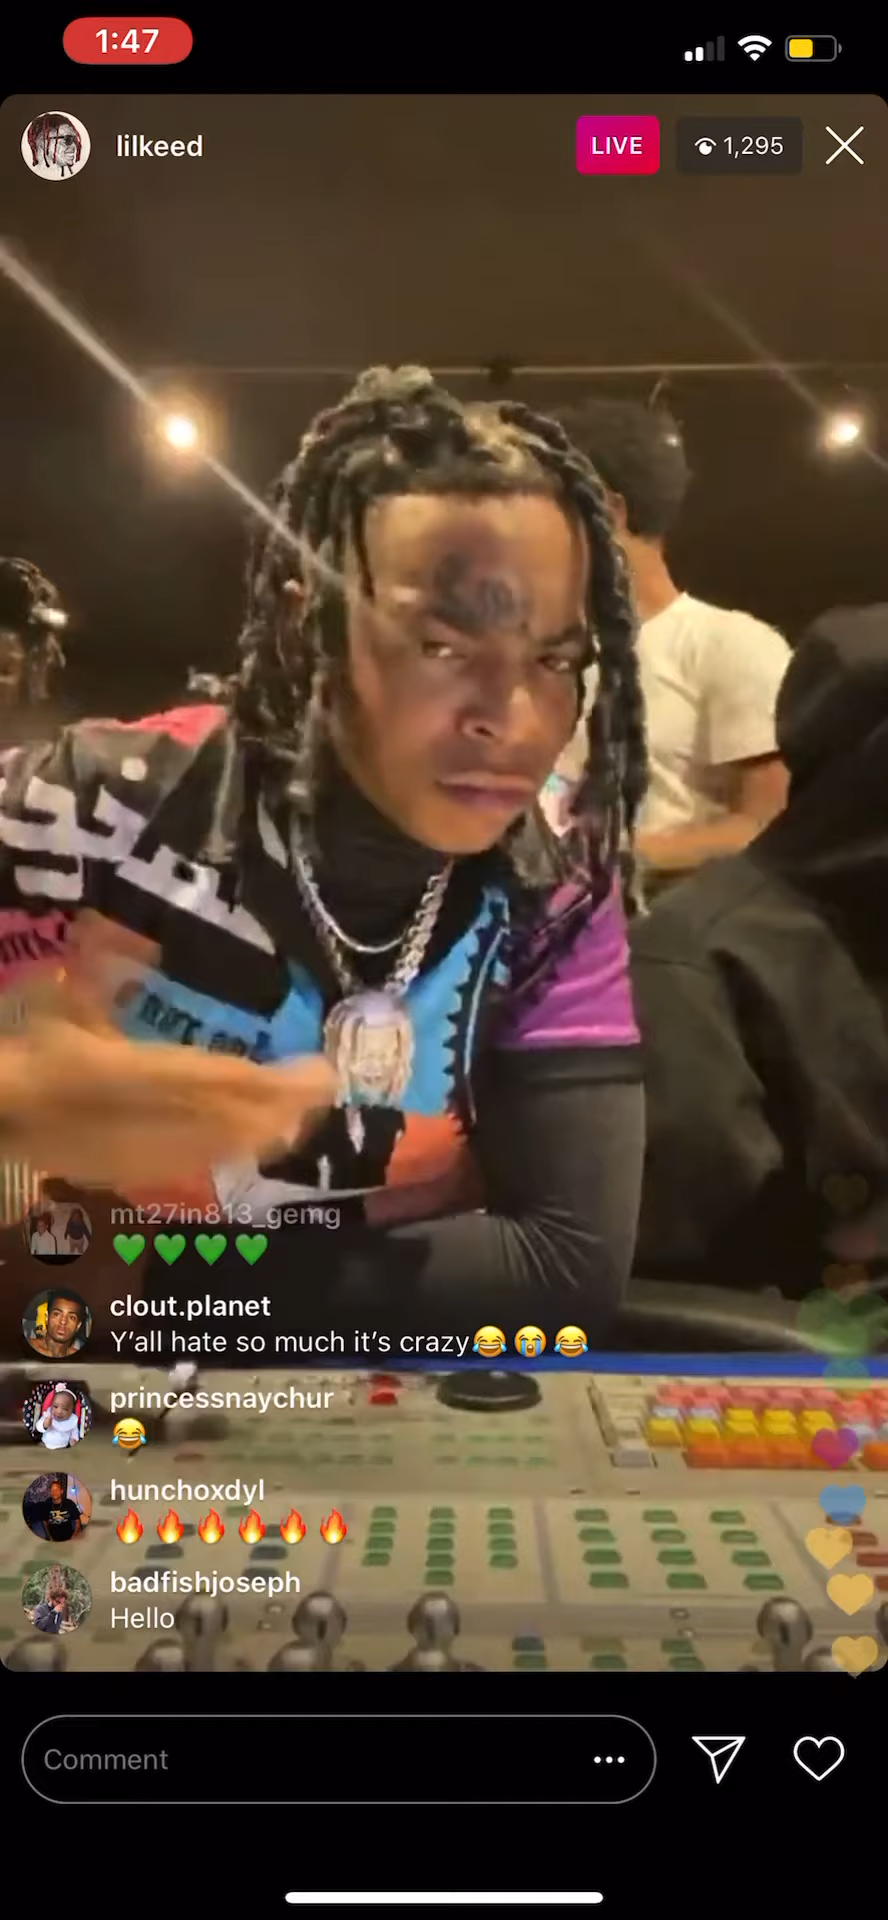 1:47
lilkeed
LIVE
1,295
mt27in813_gemg
💚💚💚💚
clout.planet
Y'all hate so much it's crazy😂😭😂
princessnaychur
😂
hunchoxdyl
🔥🔥🔥🔥🔥🔥
badfishjoseph
Hello
Comment